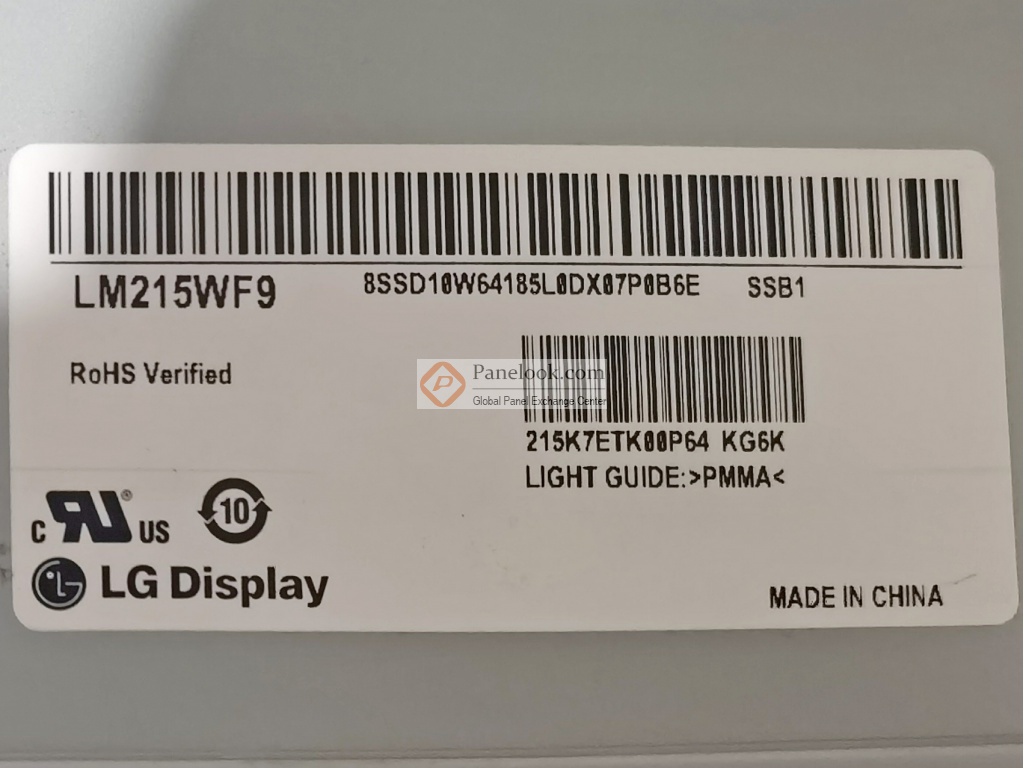 LM215WF9 8SSD10W64185L0DX07P0B6E SSB1
RoHS Verified
Panelook.com
Global Panel Exchange Center
215K7ETK00P64 KG6K
LIGHT GUIDE:>PMMA<
c RU ® US 10
LG Display
MADE IN CHINA